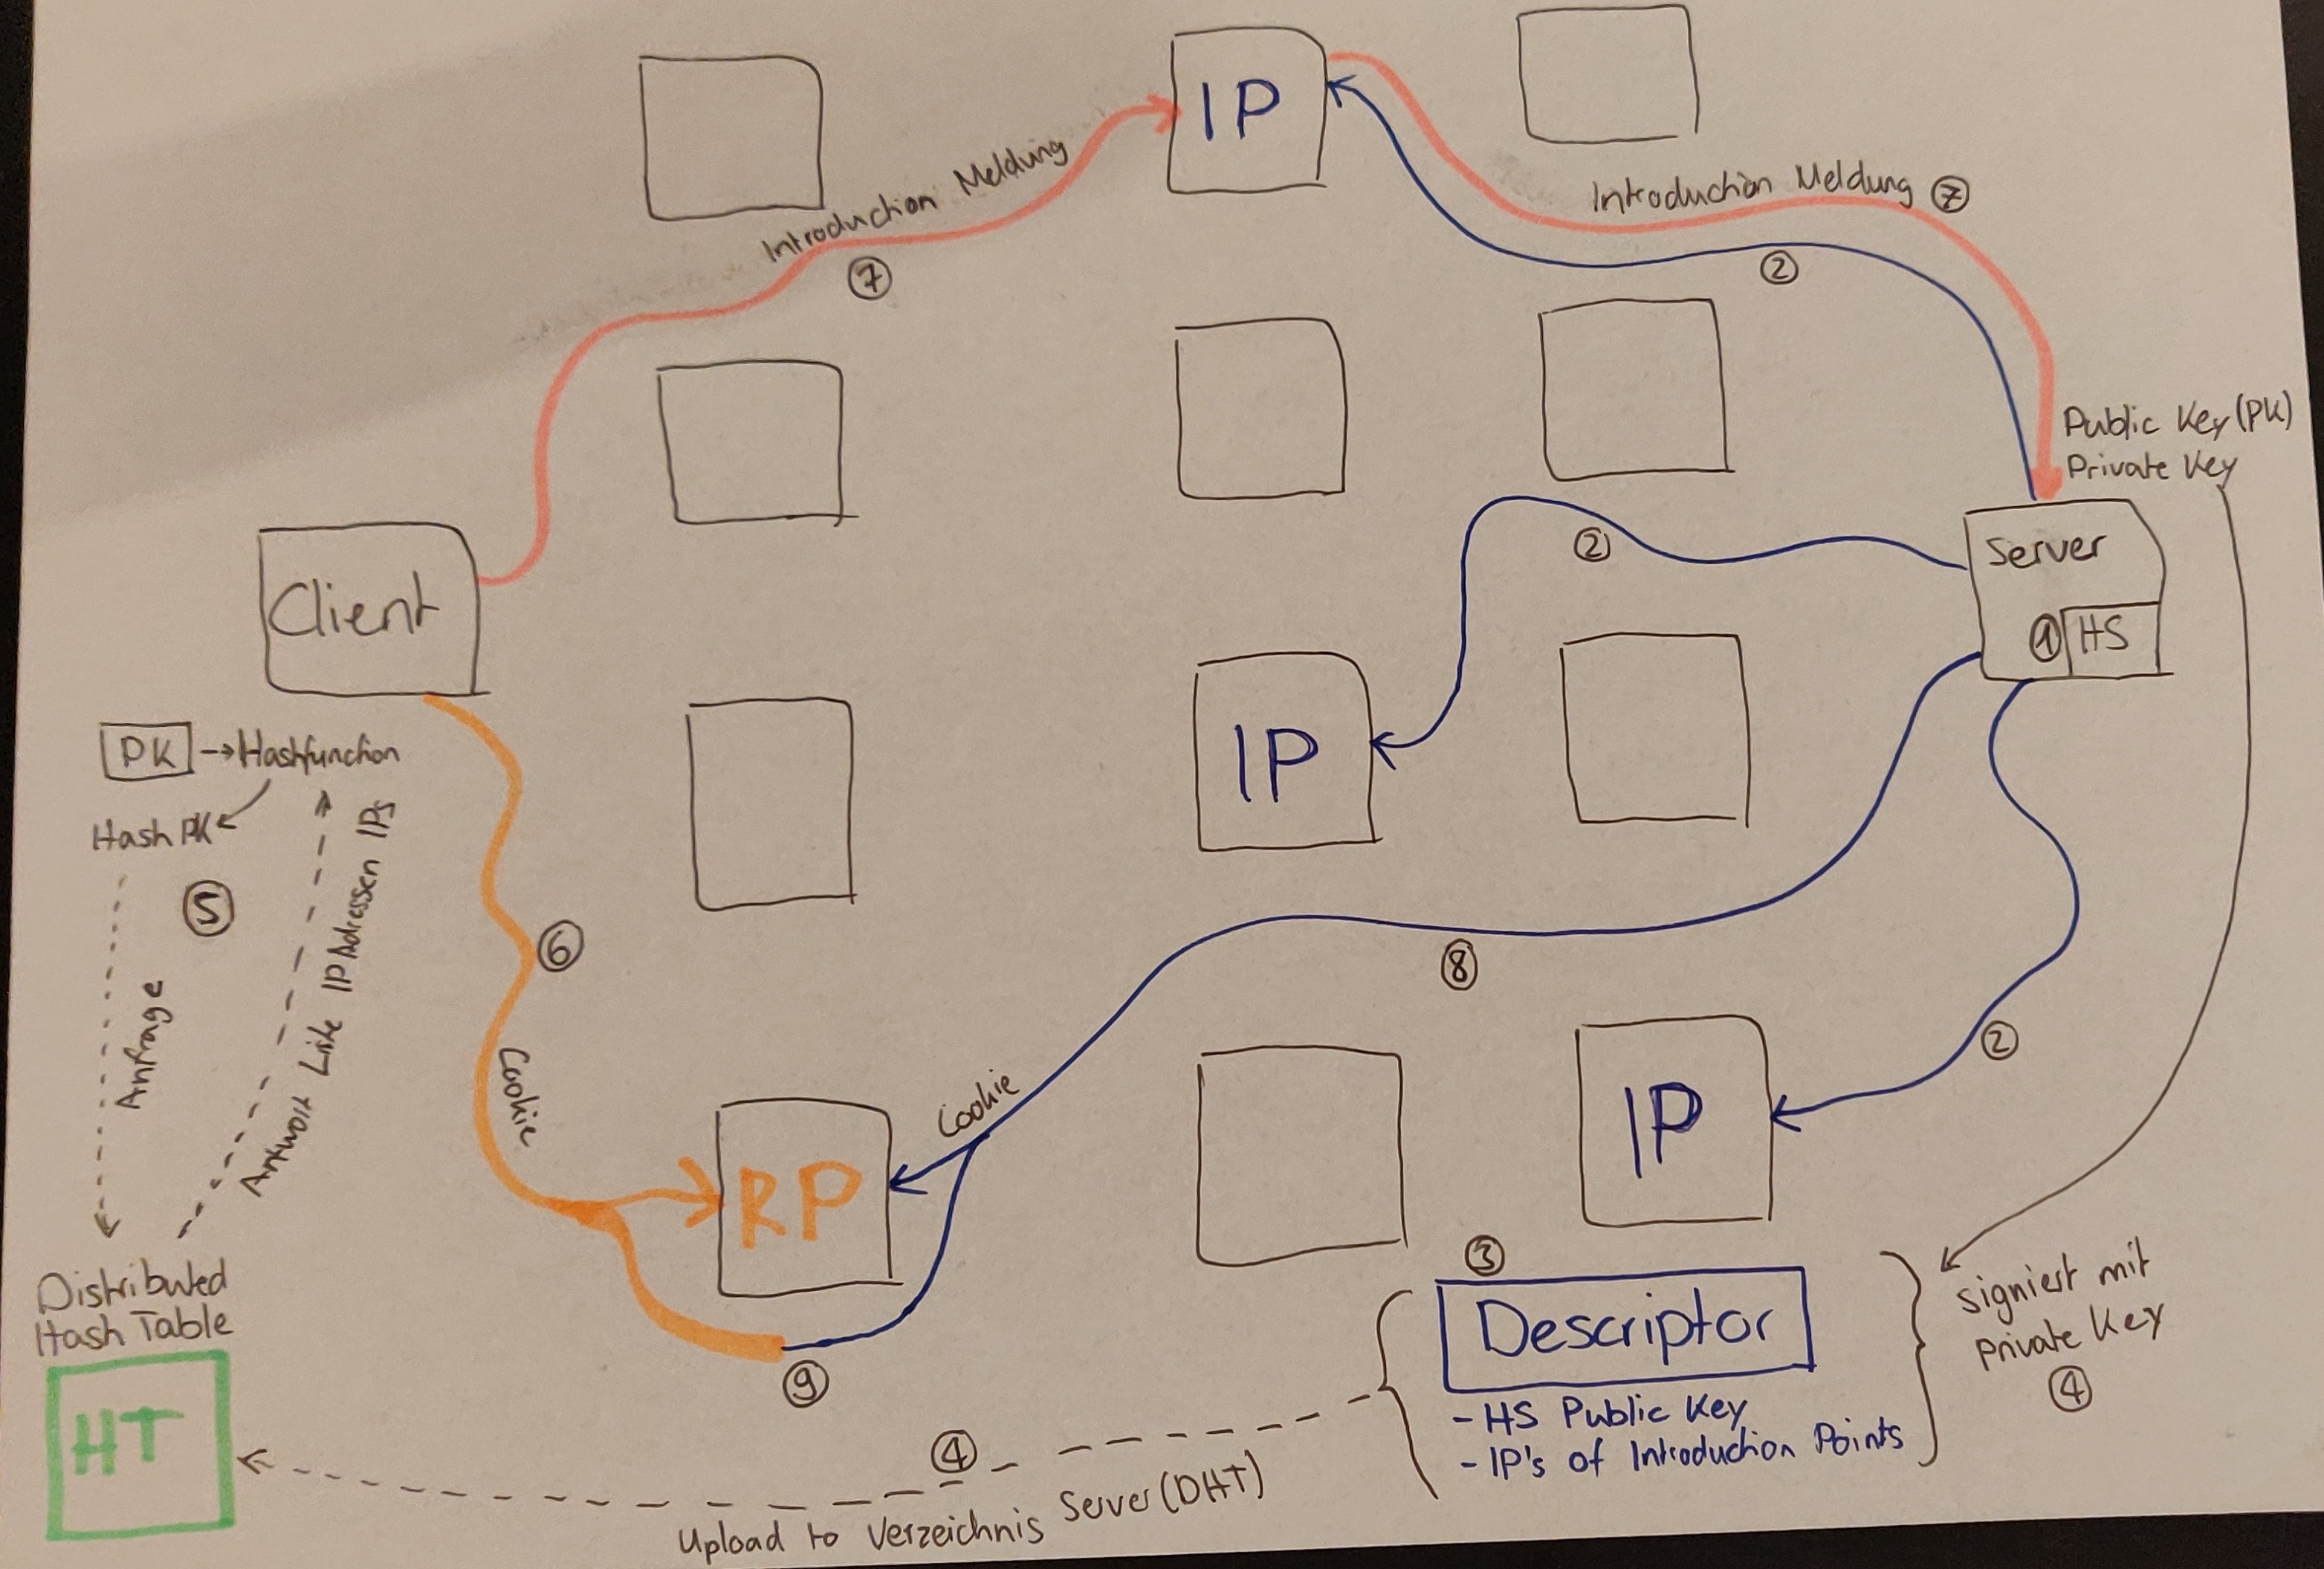 IP
Introduction Meldung
⑦
Introduction Meldung ⑦
②
Public Key (PK)
Private Key
Client
②
Server
① HS
PK → Hashfunction
Hash PK
⑤
Anfrage
Antwort Liste IP Adressen IPs
IP
⑥
Cookie
⑧
②
IP
Cookie
RP
⑨
Distributed
Hash Table
HT
③
Descriptor
- HS Public Key
- IP's of Introduction Points
signiert mit
Private Key
④
④
Upload to Verzeichnis Server (DHT)